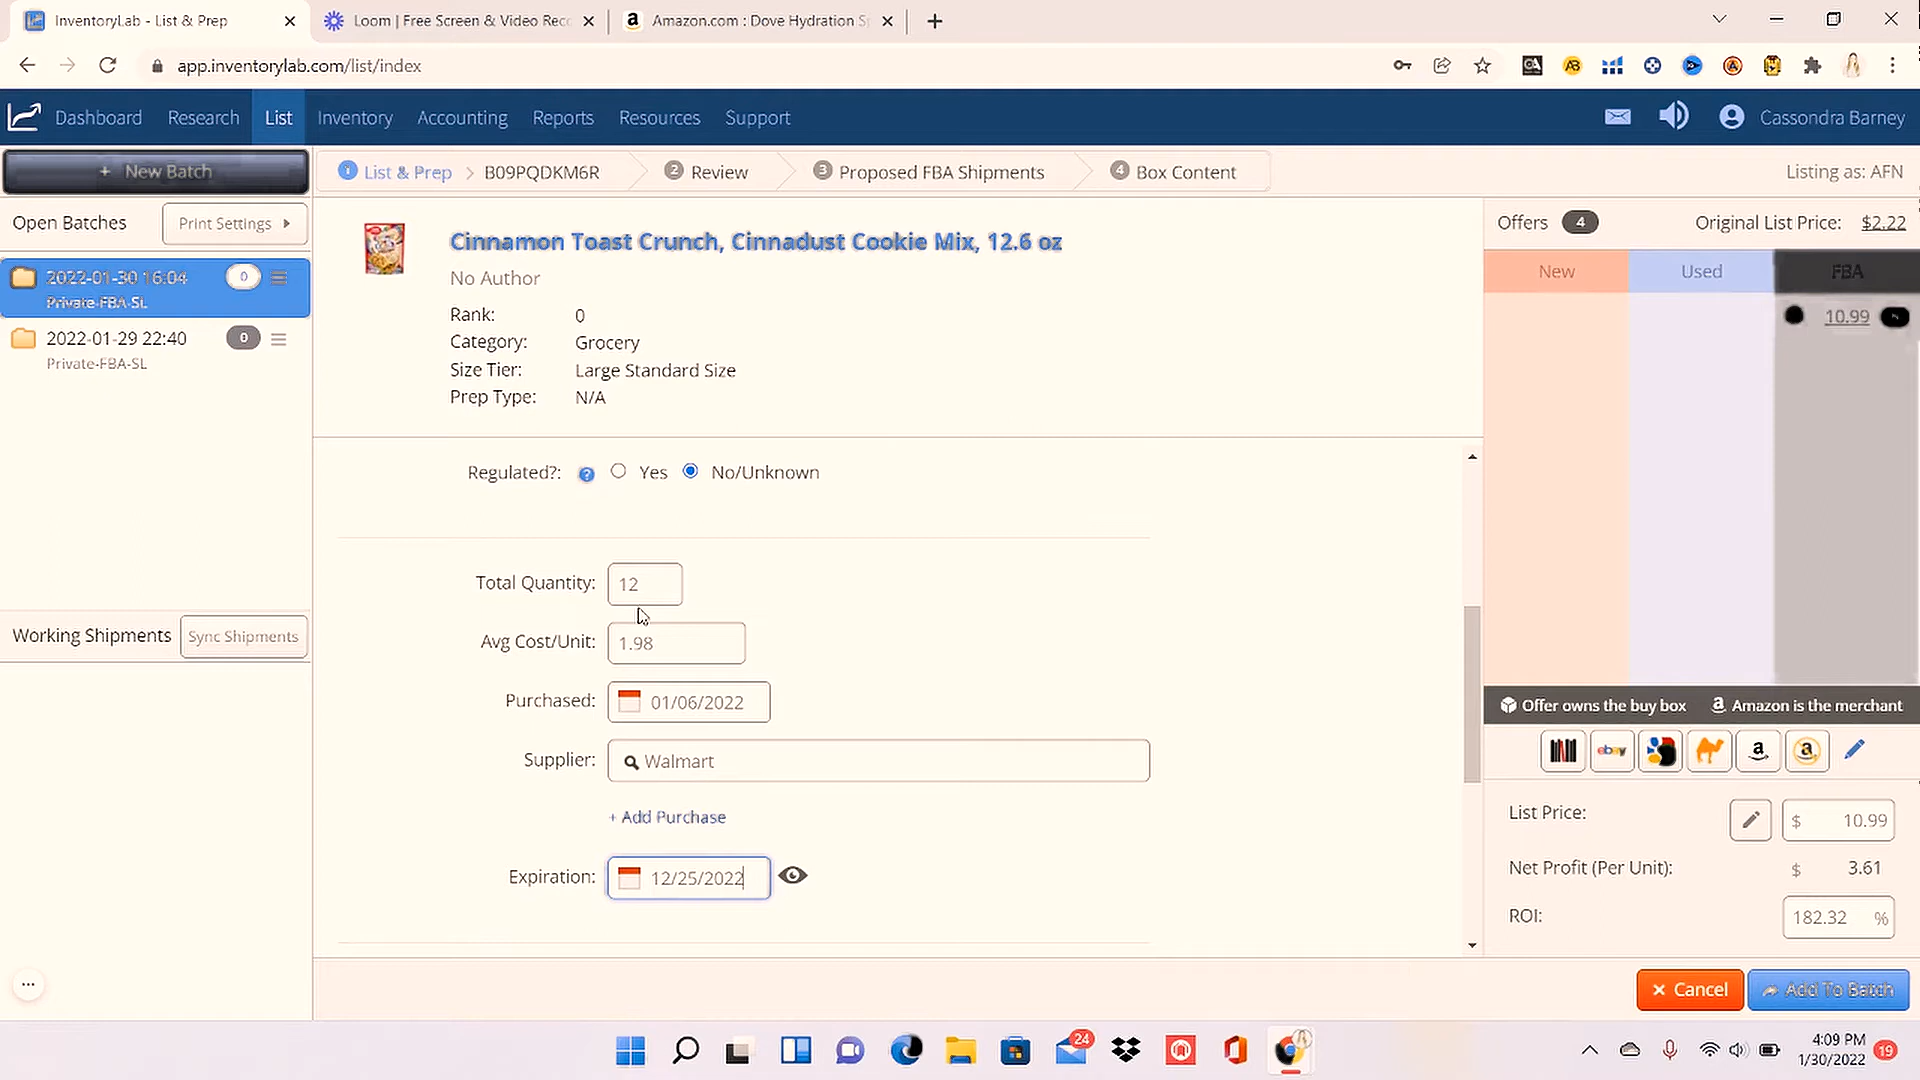 InventoryLab - List & Prep
Loom | Free Screen & Video Rec
Amazon.com : Dove Hydration S
app.inventorylab.com/list/index
Dashboard
Research
List
Inventory
Accounting
Reports
Resources
Support
Cassondra Barney
+ New Batch
1 List & Prep > B09PQDKM6R
2 Review
3 Proposed FBA Shipments
4 Box Content
Listing as: AFN
Open Batches
Print Settings
2022-01-30 16:04
0
Private-FBA-SL
2022-01-29 22:40
0
Private-FBA-SL
Working Shipments
Sync Shipments
Cinnamon Toast Crunch, Cinnadust Cookie Mix, 12.6 oz
No Author
Rank: 0
Category: Grocery
Size Tier: Large Standard Size
Prep Type: N/A
Regulated?: ? Yes No/Unknown
Total Quantity: 12
Avg Cost/Unit: 1.98
Purchased: 01/06/2022
Supplier: Walmart
+ Add Purchase
Expiration: 12/25/2022
Offers 4
Original List Price: $2.22
New
Used
FBA
10.99
Offer owns the buy box
Amazon is the merchant
ebay
List Price: $ 10.99
Net Profit (Per Unit): $ 3.61
ROI: 182.32 %
× Cancel
Add To Batch
24
4:09 PM
1/30/2022
19